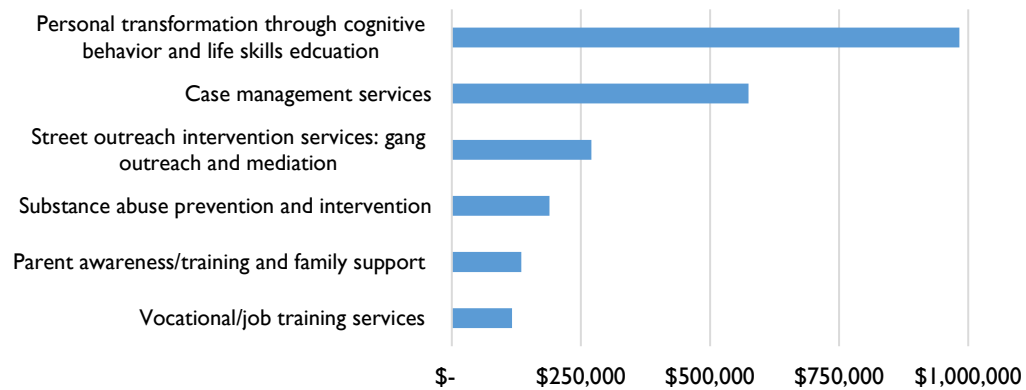 Personal transformation through cognitive
behavior and life skills edcuation
Case management services
Street outreach intervention services: gang
outreach and mediation
Substance abuse prevention and intervention
Parent awareness/training and family support
Vocational/job training services
$- $250,000 $500,000 $750,000 $1,000,000